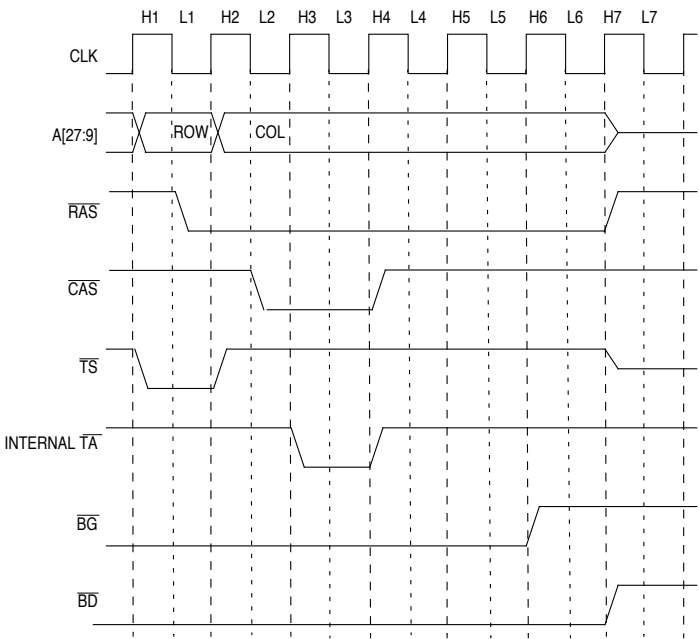 H1 L1 H2 L2 H3 L3 H4 L4 H5 L5 H6 L6 H7 L7
CLK
A[27:9] ROW COL
RAS
CAS
TS
INTERNAL TA
BG
BD